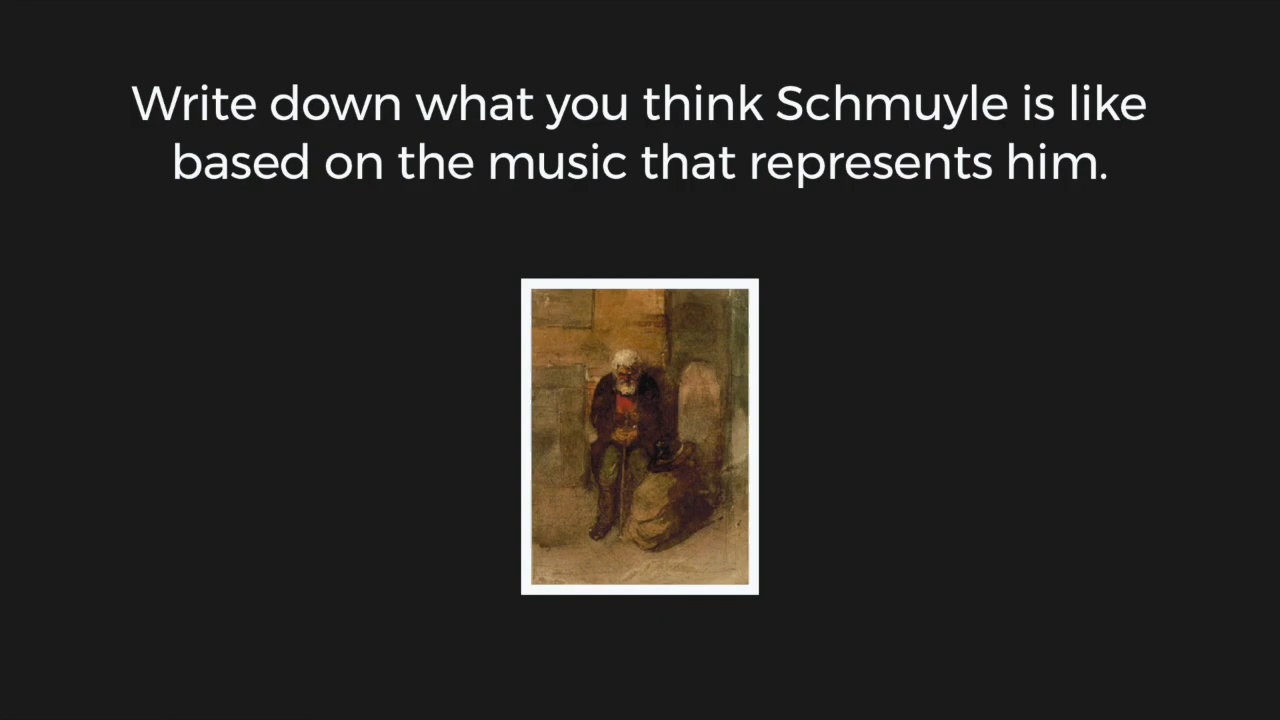 Write down what you think Schmuyle is like
based on the music that represents him.